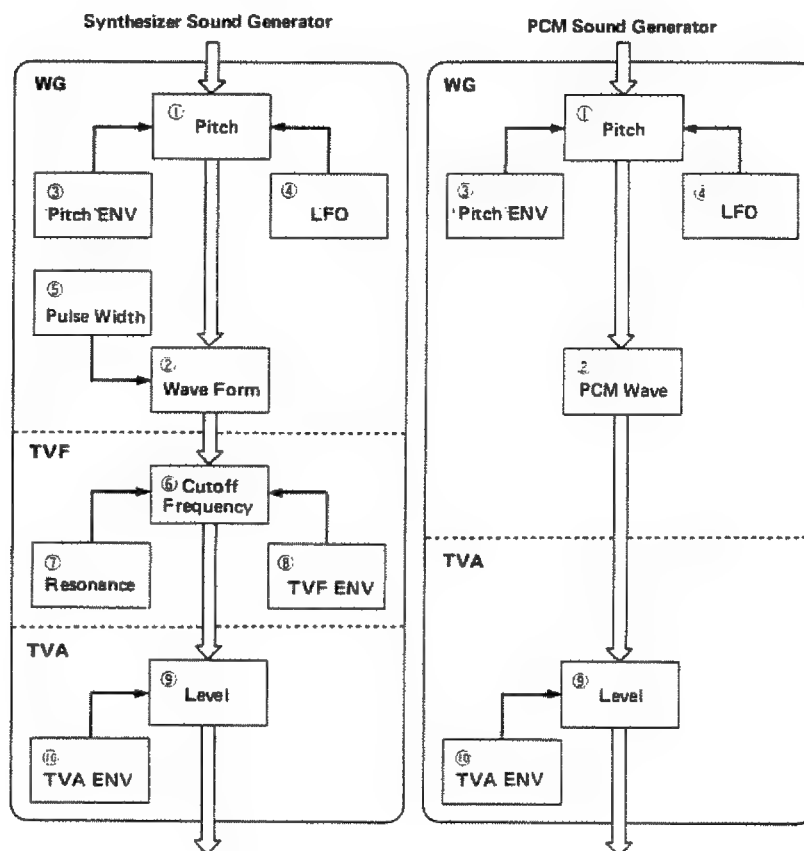 Synthesizer Sound Generator
WG
① Pitch
③ Pitch ENV
④ LFO
⑤ Pulse Width
② Wave Form
TVF
⑥ Cutoff
Frequency
⑦ Resonance
⑧ TVF ENV
TVA
⑨ Level
⑩ TVA ENV
PCM Sound Generator
WG
① Pitch
③ Pitch ENV
④ LFO
② PCM Wave
TVA
⑨ Level
⑩ TVA ENV